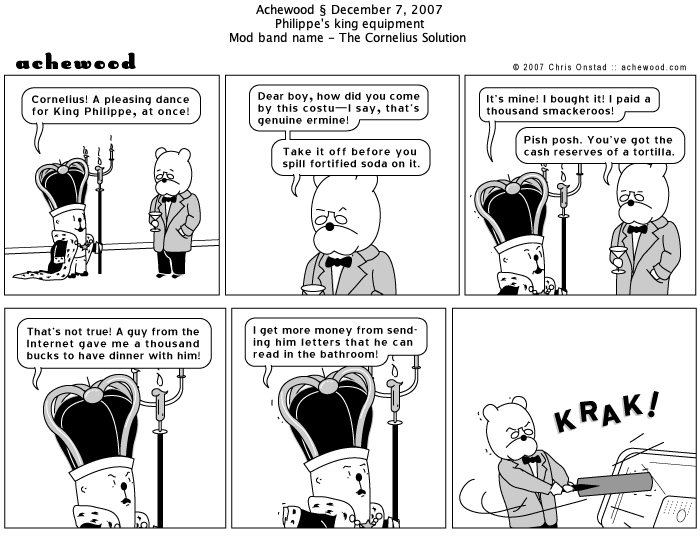 Achewood § December 7, 2007
Philippe's king equipment
Mod band name – The Cornelius Solution
achewood
© 2007 Chris Onstad :: achewood.com
Cornelius! A pleasing dance
for King Philippe, at once!
Dear boy, how did you come
by this costu—I say, that's
genuine ermine!
Take it off before you
spill fortified soda on it.
It's mine! I bought it! I paid a
thousand smackeroos!
Pish posh. You've got the
cash reserves of a tortilla.
That's not true! A guy from the
Internet gave me a thousand
bucks to have dinner with him!
I get more money from send-
ing him letters that he can
read in the bathroom!
KRAK!